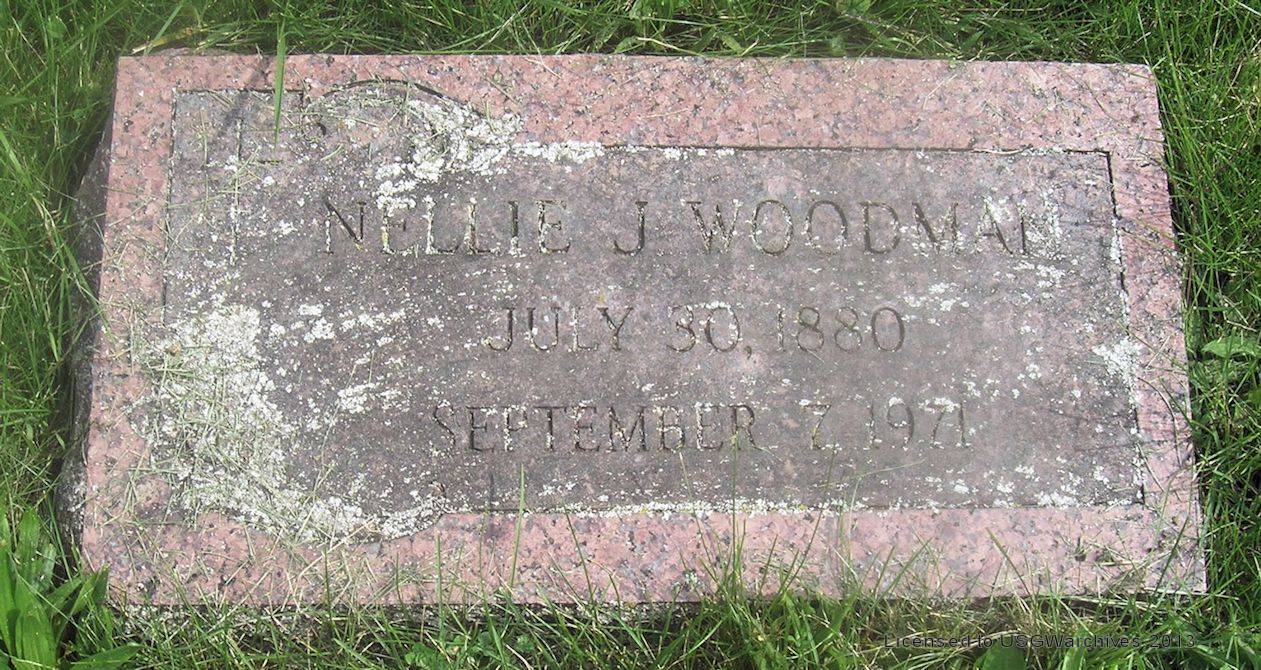 NELLIE J. WOODMAN
JULY 30, 1880
SEPTEMBER 7, 1971
Licensed to USGWarchives-2013